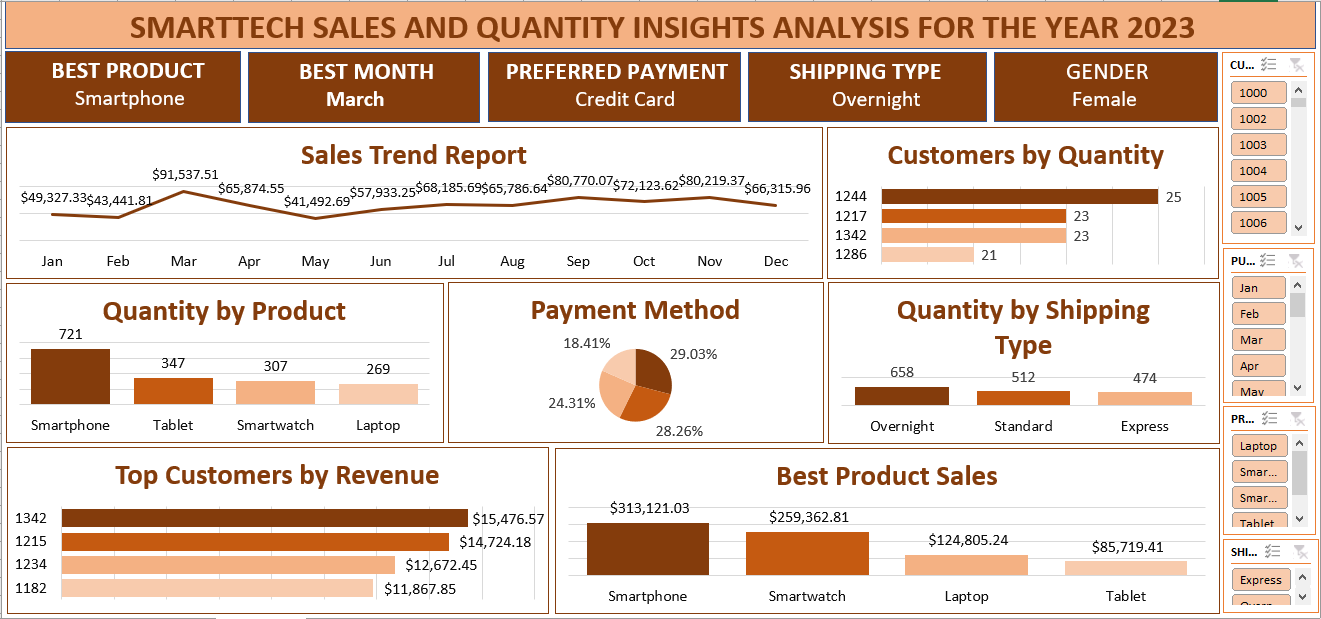 SMARTTECH SALES AND QUANTITY INSIGHTS ANALYSIS FOR THE YEAR 2023
BEST PRODUCT
Smartphone
BEST MONTH
March
PREFERRED PAYMENT
Credit Card
SHIPPING TYPE
Overnight
GENDER
Female
Sales Trend Report
$49,327.33
$43,441.81
$91,537.51
$65,874.55
$41,492.69
$57,933.25
$68,185.69
$65,786.64
$80,770.07
$72,123.62
$80,219.37
$66,315.96
Jan Feb Mar Apr May Jun Jul Aug Sep Oct Nov Dec
Customers by Quantity
1244 25
1217 23
1342 23
1286 21
Quantity by Product
721 347 307 269
Smartphone Tablet Smartwatch Laptop
Payment Method
18.41%
29.03%
24.31%
28.26%
Quantity by Shipping
Type
658 512 474
Overnight Standard Express
Top Customers by Revenue
1342 $15,476.57
1215 $14,724.18
1234 $12,672.45
1182 $11,867.85
Best Product Sales
$313,121.03 $259,362.81 $124,805.24 $85,719.41
Smartphone Smartwatch Laptop Tablet
CU...
1000
1002
1003
1004
1005
1006
PU...
Jan
Feb
Mar
Apr
May
PR...
Laptop
Smar...
Smar...
Tablet
SHI...
Express